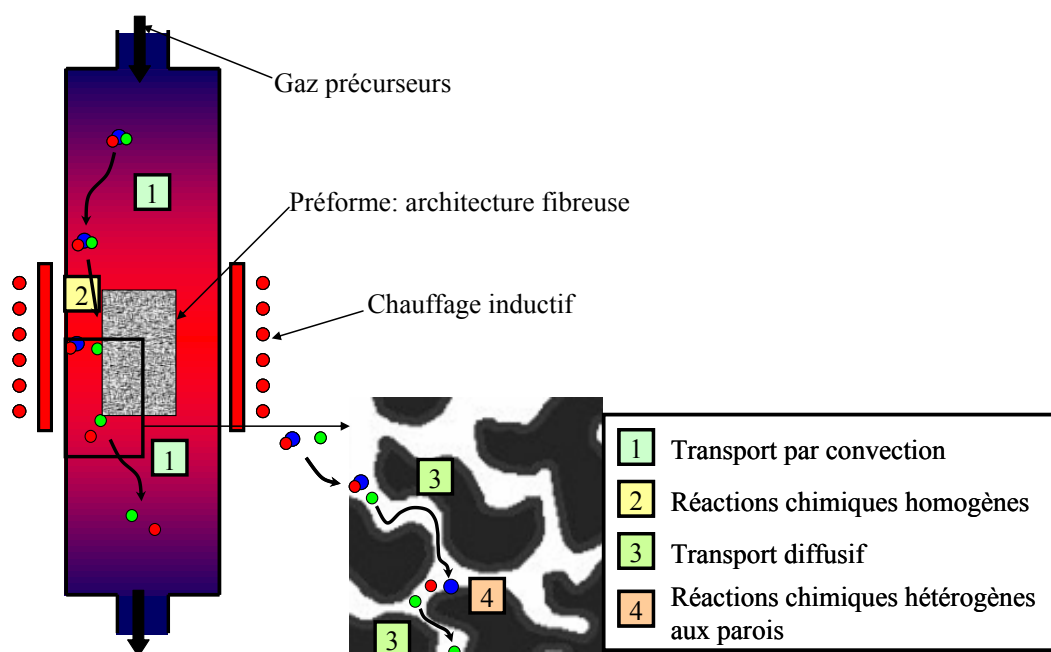 Gaz précurseurs
1
Préforme: architecture fibreuse
2
Chauffage inductif
1
3
4
3
1 Transport par convection
2 Réactions chimiques homogènes
3 Transport diffusif
4 Réactions chimiques hétérogènes
aux parois